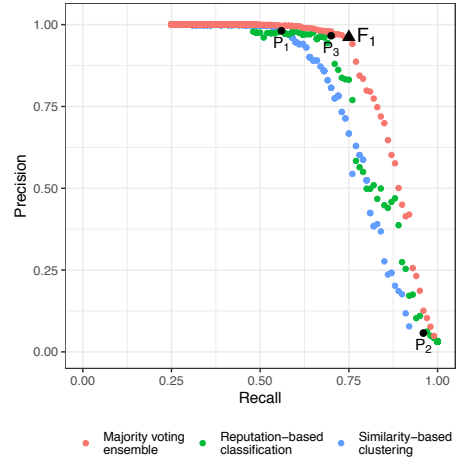 1.00
0.75
0.50
0.25
0.00
Precision
P1
P3
F1
P2
0.00 0.25 0.50 0.75 1.00
Recall
Majority voting ensemble
Reputation−based classification
Similarity−based clustering